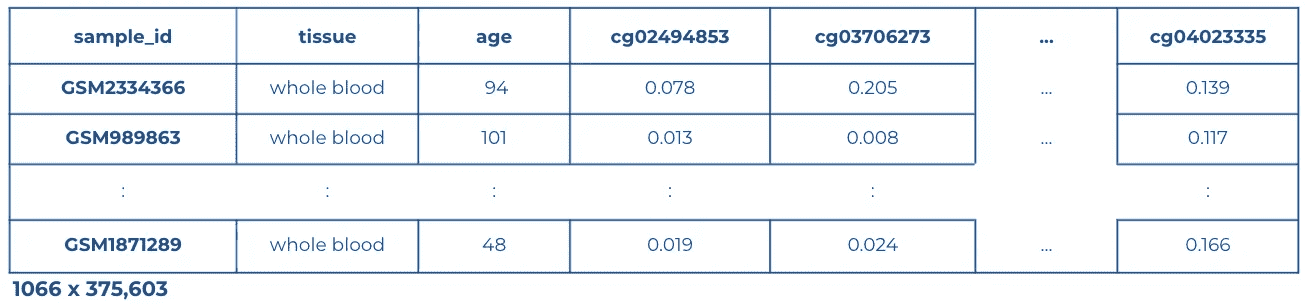 sample_id tissue age cg02494853 cg03706273 ... cg04023335
GSM2334366 whole blood 94 0.078 0.205 ... 0.139
GSM989863 whole blood 101 0.013 0.008 ... 0.117
: : : : : :
GSM1871289 whole blood 48 0.019 0.024 ... 0.166
1066 x 375,603